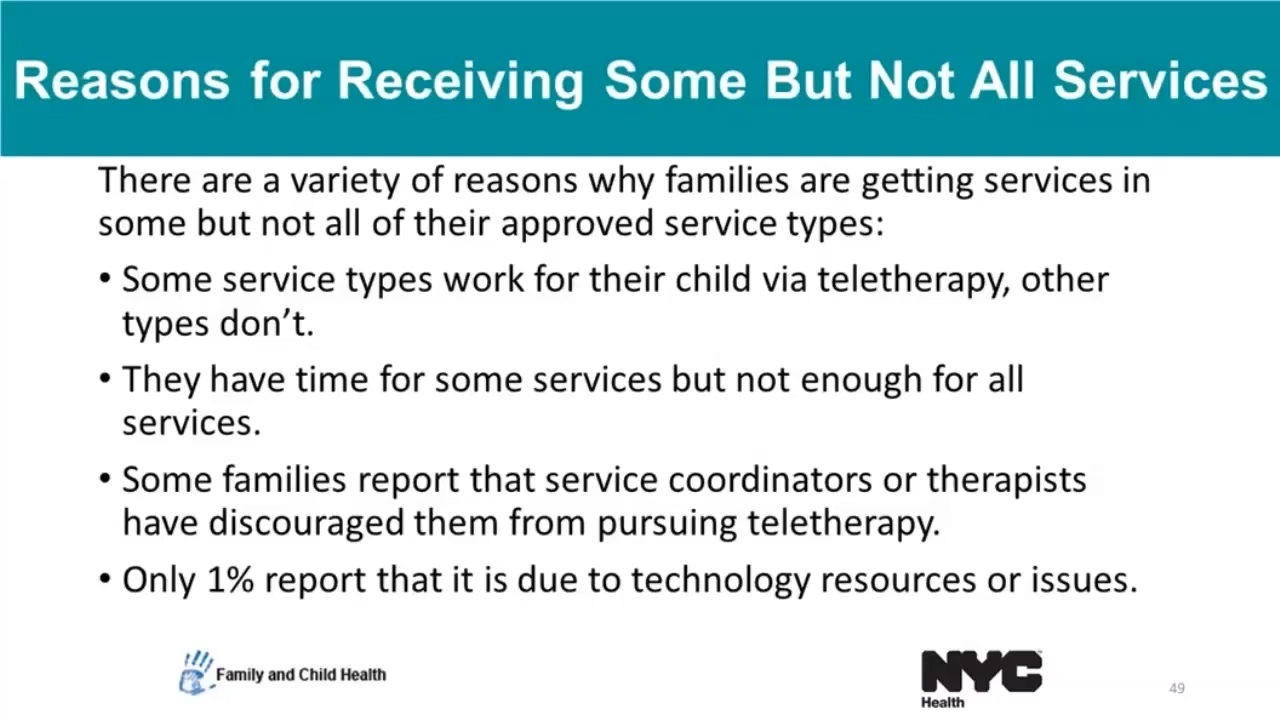 Reasons for Receiving Some But Not All Services
There are a variety of reasons why families are getting services in
some but not all of their approved service types:
• Some service types work for their child via teletherapy, other
types don’t.
• They have time for some services but not enough for all
services.
• Some families report that service coordinators or therapists
have discouraged them from pursuing teletherapy.
• Only 1% report that it is due to technology resources or issues.
Family and Child Health
NYC
Health
49